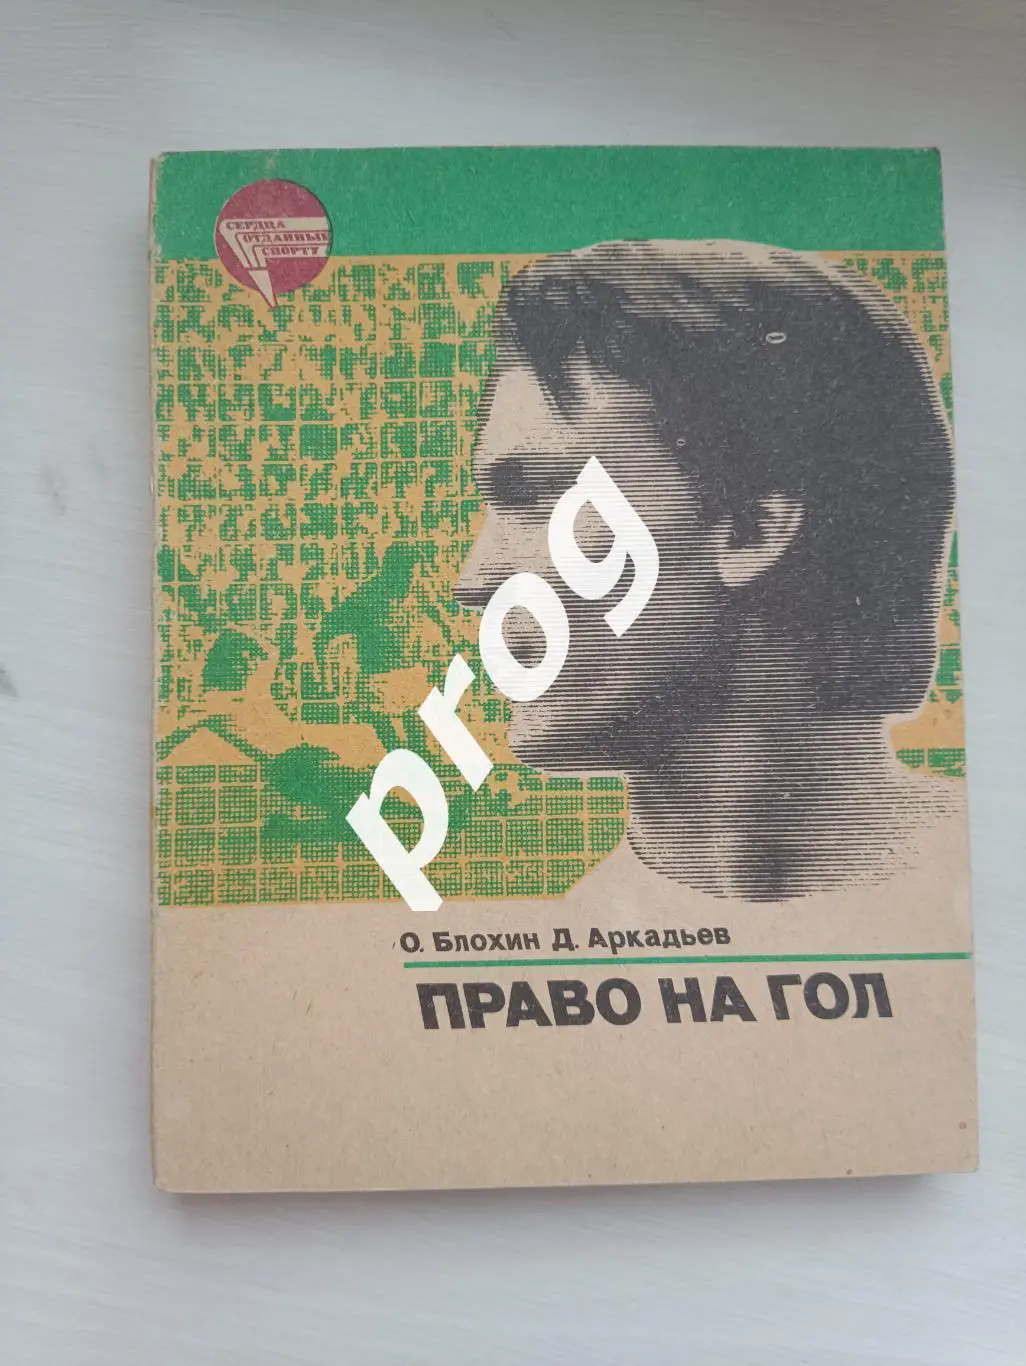 СЕРДЦА
ОТДАННЫЕ
СПОРТУ
prog
О. Блохин Д. Аркадьев
ПРАВО НА ГОЛ